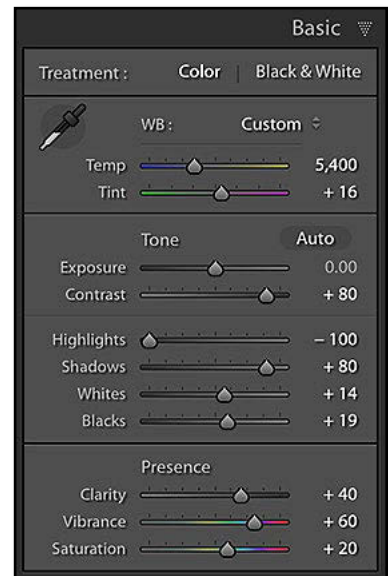 Basic
Treatment : Color | Black & White
WB : Custom
Temp 5,400
Tint + 16
Tone Auto
Exposure 0.00
Contrast + 80
Highlights – 100
Shadows + 80
Whites + 14
Blacks + 19
Presence
Clarity + 40
Vibrance + 60
Saturation + 20